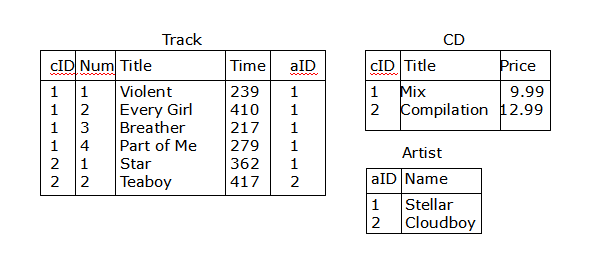 Track
cID Num Title Time aID
1 1 Violent 239 1
1 2 Every Girl 410 1
1 3 Breather 217 1
1 4 Part of Me 279 1
2 1 Star 362 1
2 2 Teaboy 417 2
CD
cID Title Price
1 Mix 9.99
2 Compilation 12.99
Artist
aID Name
1 Stellar
2 Cloudboy